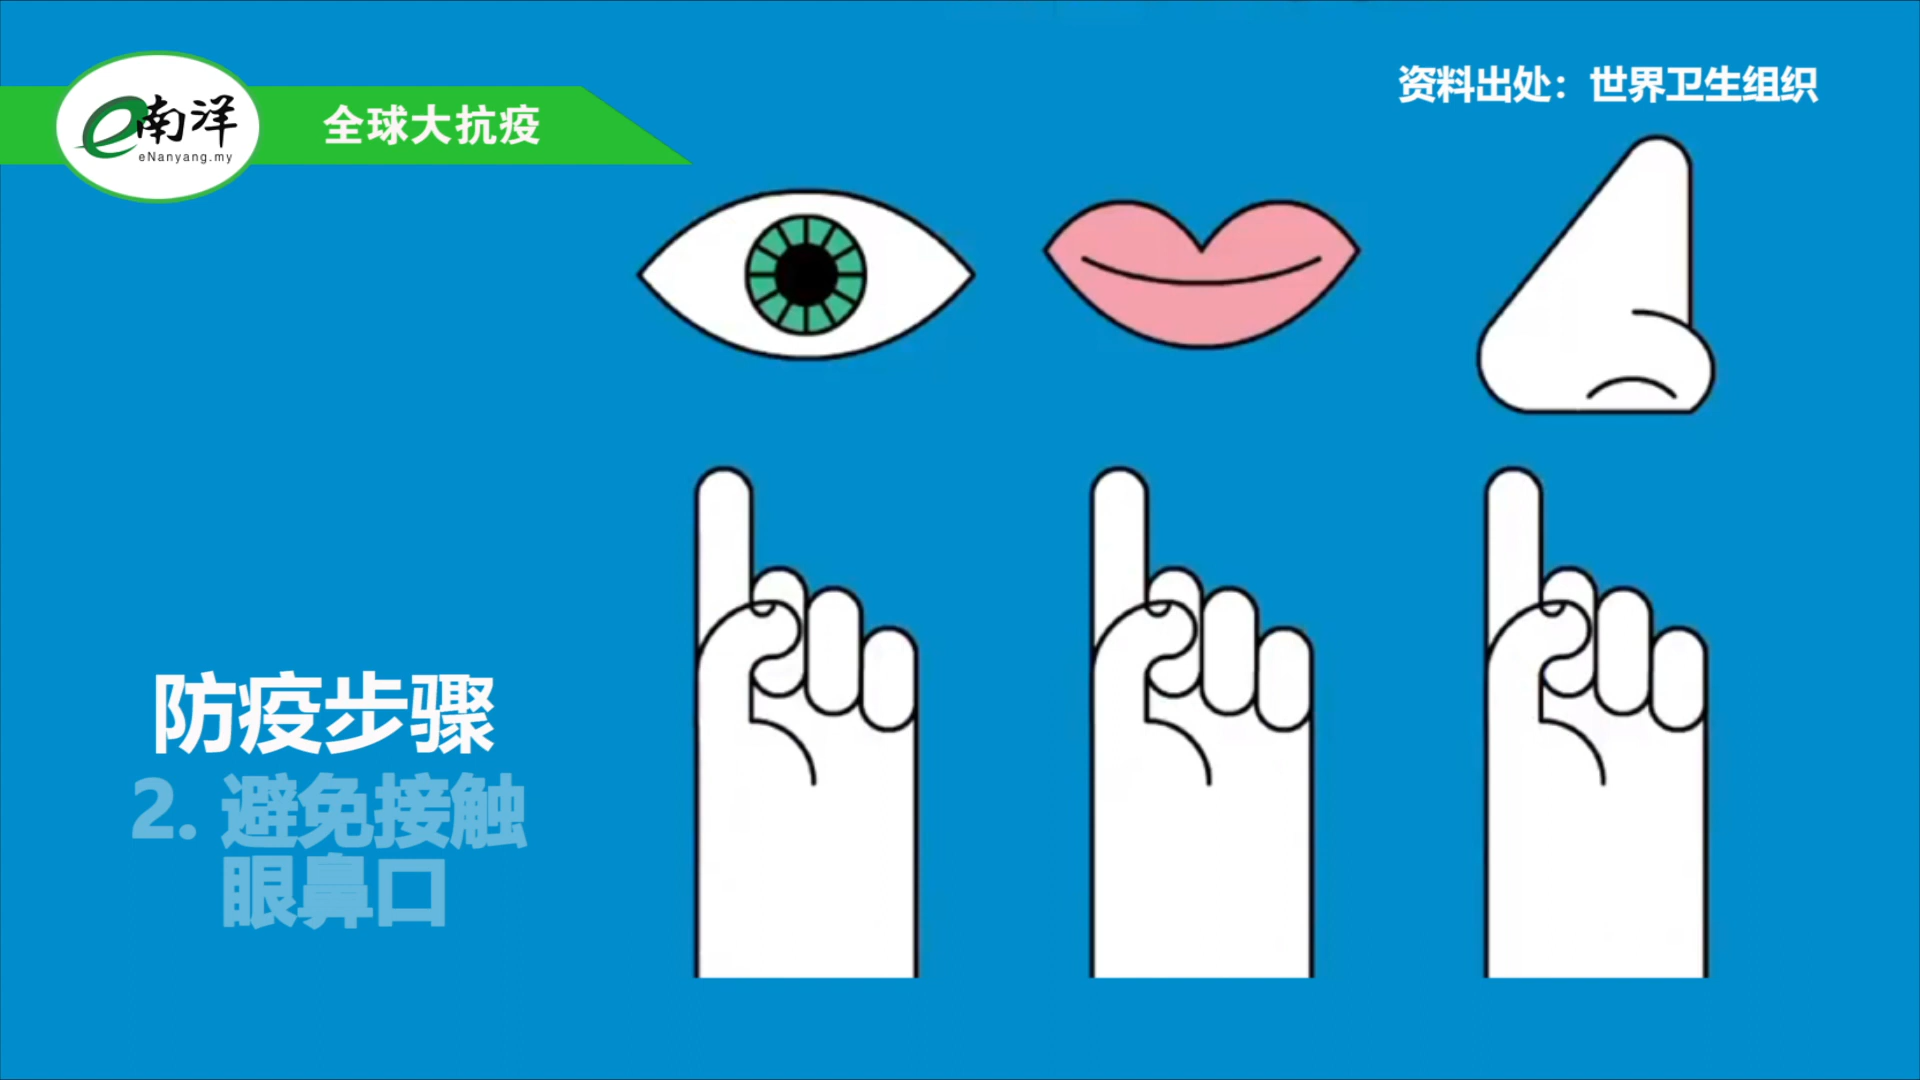 e南洋
eNanyang.my
全球大抗疫
资料出处：世界卫生组织
防疫步骤
2. 避免接触
眼鼻口